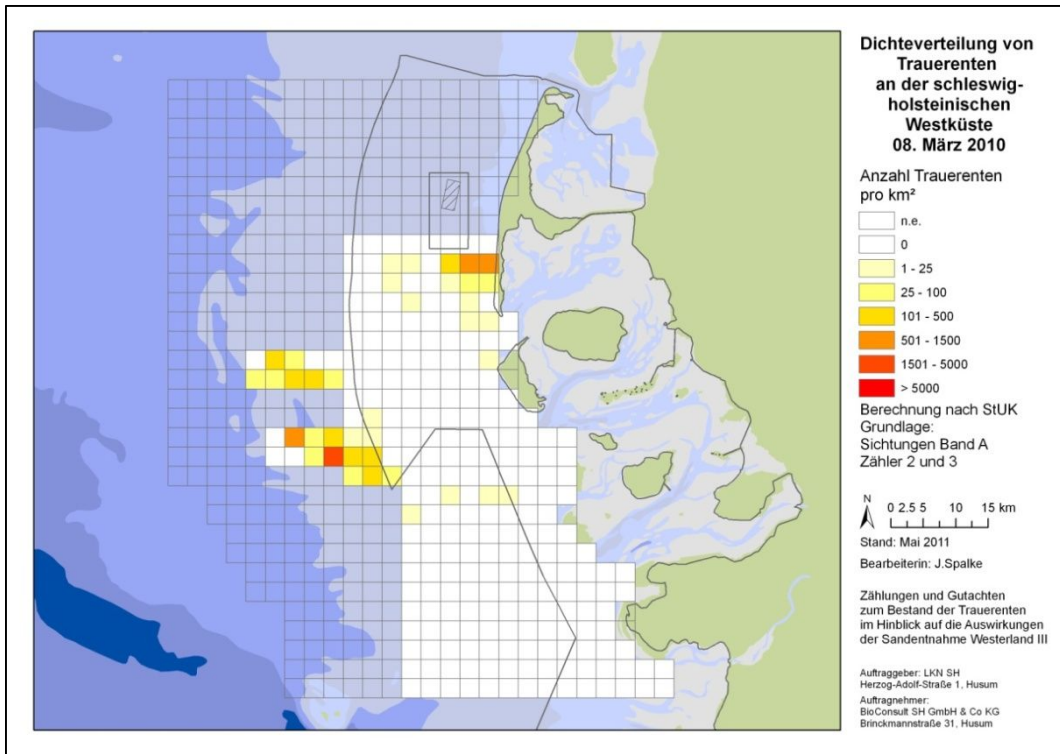 Dichteverteilung von
Trauerenten
an der schleswig-
holsteinischen
Westküste
08. März 2010
Anzahl Trauerenten
pro km²
n.e.
0
1 - 25
25 - 100
101 - 500
501 - 1500
1501 - 5000
> 5000
Berechnung nach StUK
Grundlage:
Sichtungen Band A
Zähler 2 und 3
N
0 2.5 5 10 15 km
Stand: Mai 2011
Bearbeiterin: J.Spalke
Zählungen und Gutachten
zum Bestand der Trauerenten
im Hinblick auf die Auswirkungen
der Sandentnahme Westerland III
Auftraggeber: LKN SH
Herzog-Adolf-Straße 1, Husum
Auftragnehmer:
BioConsult SH GmbH & Co KG
Brinckmannstraße 31, Husum